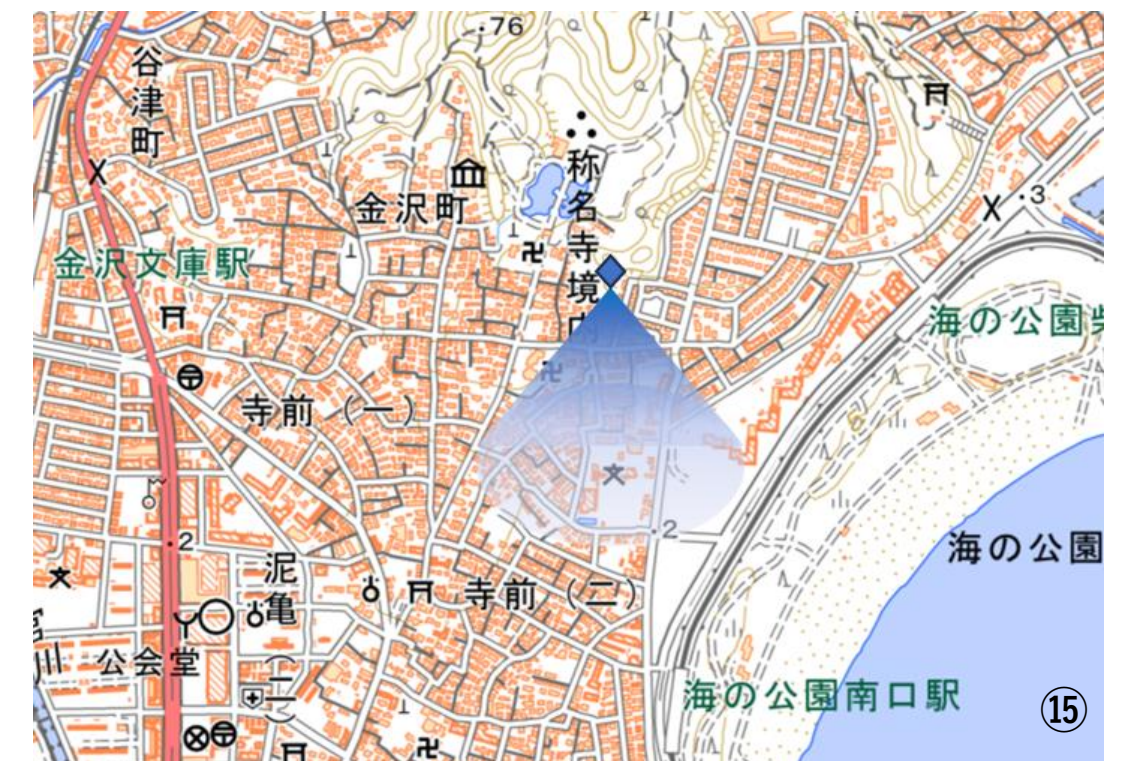 ・76
谷津町
称名寺境内
金沢町
・3
金沢文庫駅
海の公園柴
寺前（一）
・2
・2
海の公園
泥亀（二）
寺前（二）
川
公会堂
海の公園南口駅
⑮